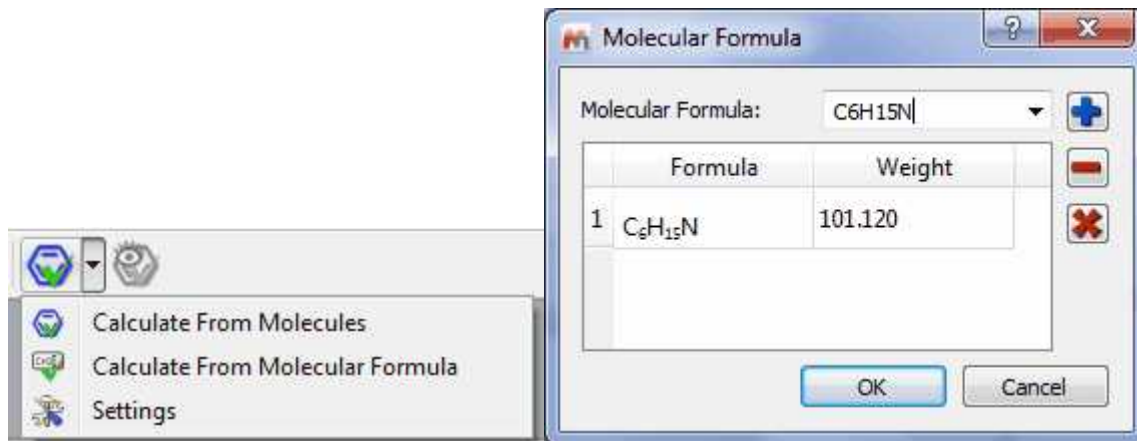 Molecular Formula
Molecular Formula: C6H15N
Formula Weight
1 C₆H₁₅N 101.120
OK Cancel
Calculate From Molecules
Calculate From Molecular Formula
Settings